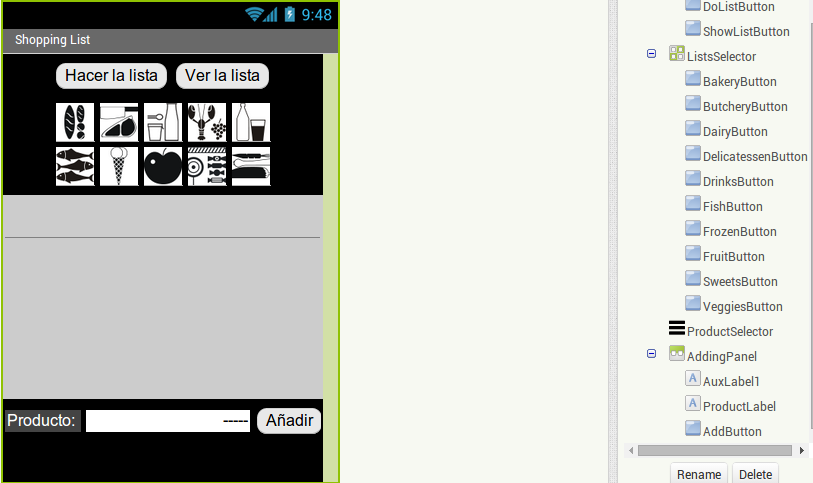 9:48
Shopping List
Hacer la lista
Ver la lista
Producto:
-----
Añadir
DoListButton
ShowListButton
ListsSelector
BakeryButton
ButcheryButton
DairyButton
DelicatessenButton
DrinksButton
FishButton
FrozenButton
FruitButton
SweetsButton
VeggiesButton
ProductSelector
AddingPanel
A AuxLabel1
A ProductLabel
AddButton
Rename
Delete